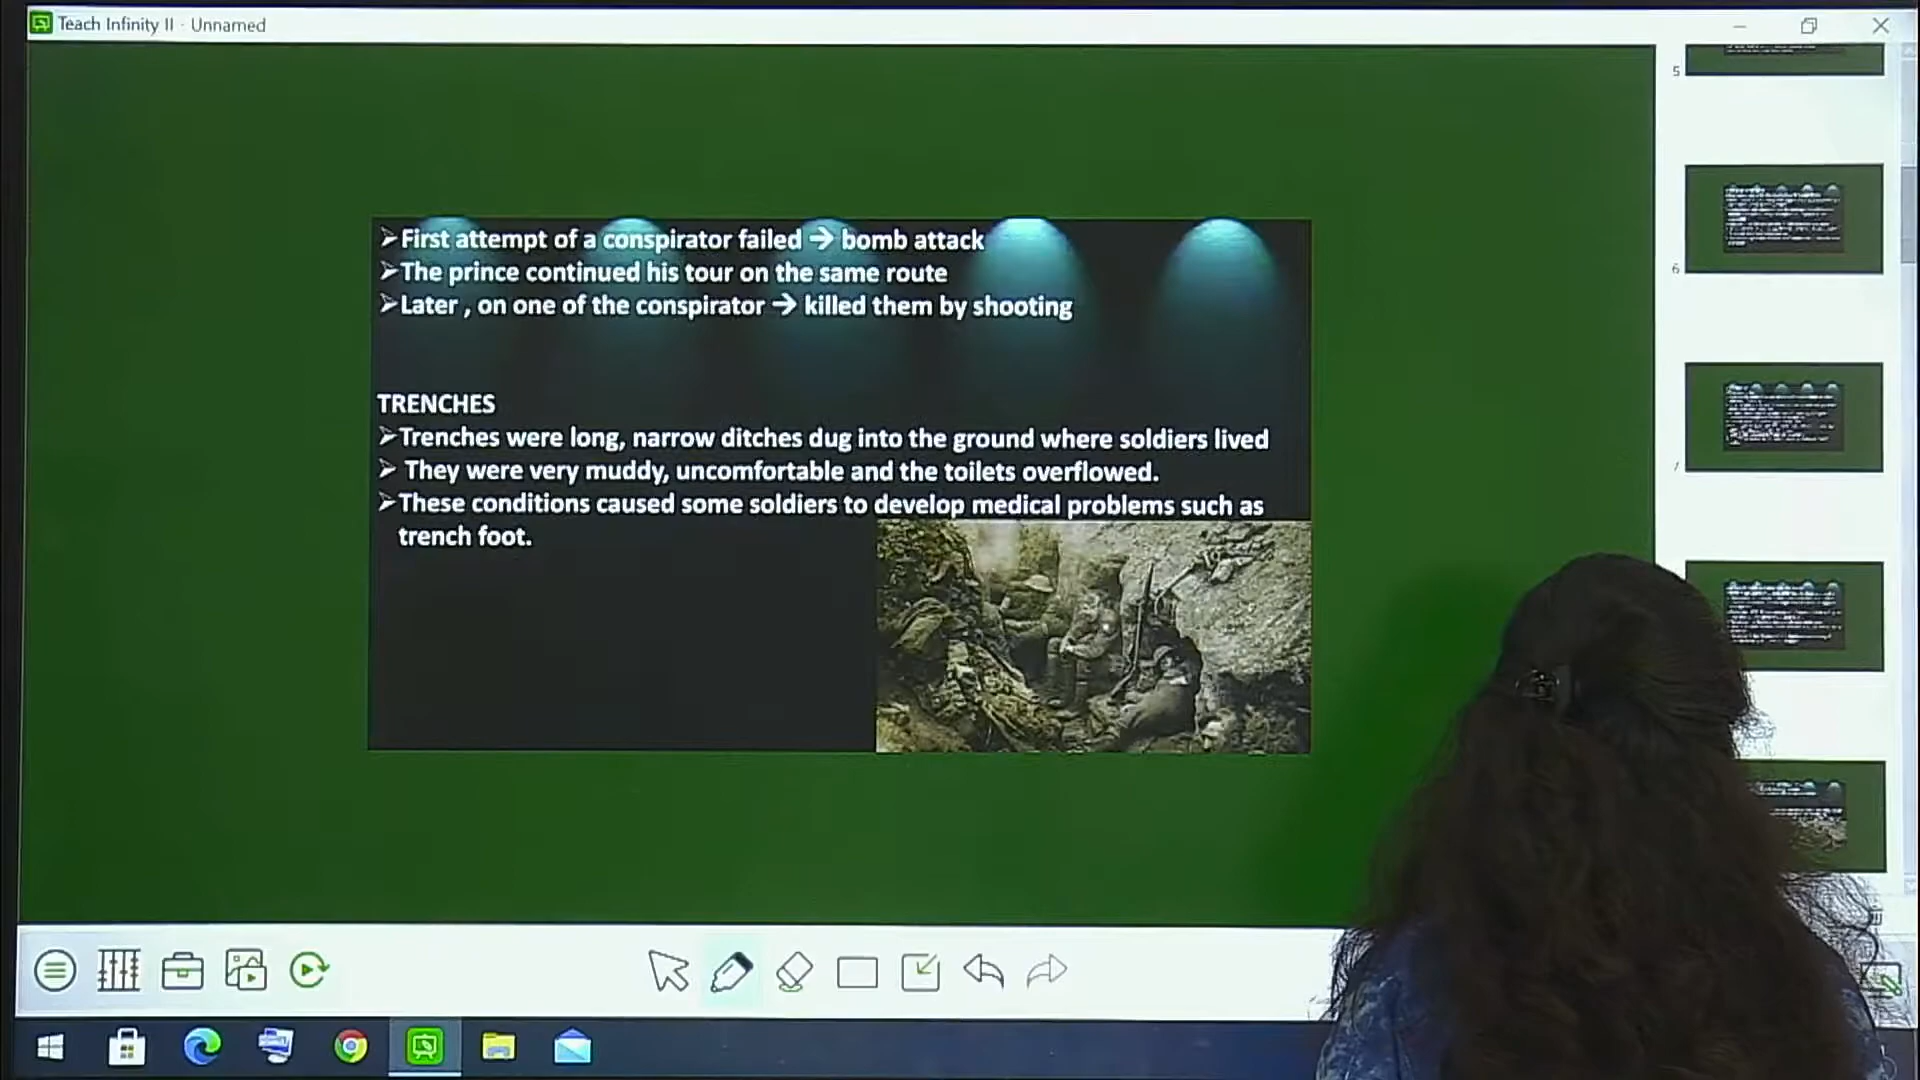 Teach Infinity II - Unnamed
5
➢First attempt of a conspirator failed → bomb attack
➢The prince continued his tour on the same route
➢Later , on one of the conspirator → killed them by shooting
6
TRENCHES
➢Trenches were long, narrow ditches dug into the ground where soldiers lived
7
➢ They were very muddy, uncomfortable and the toilets overflowed.
➢These conditions caused some soldiers to develop medical problems such as
trench foot.